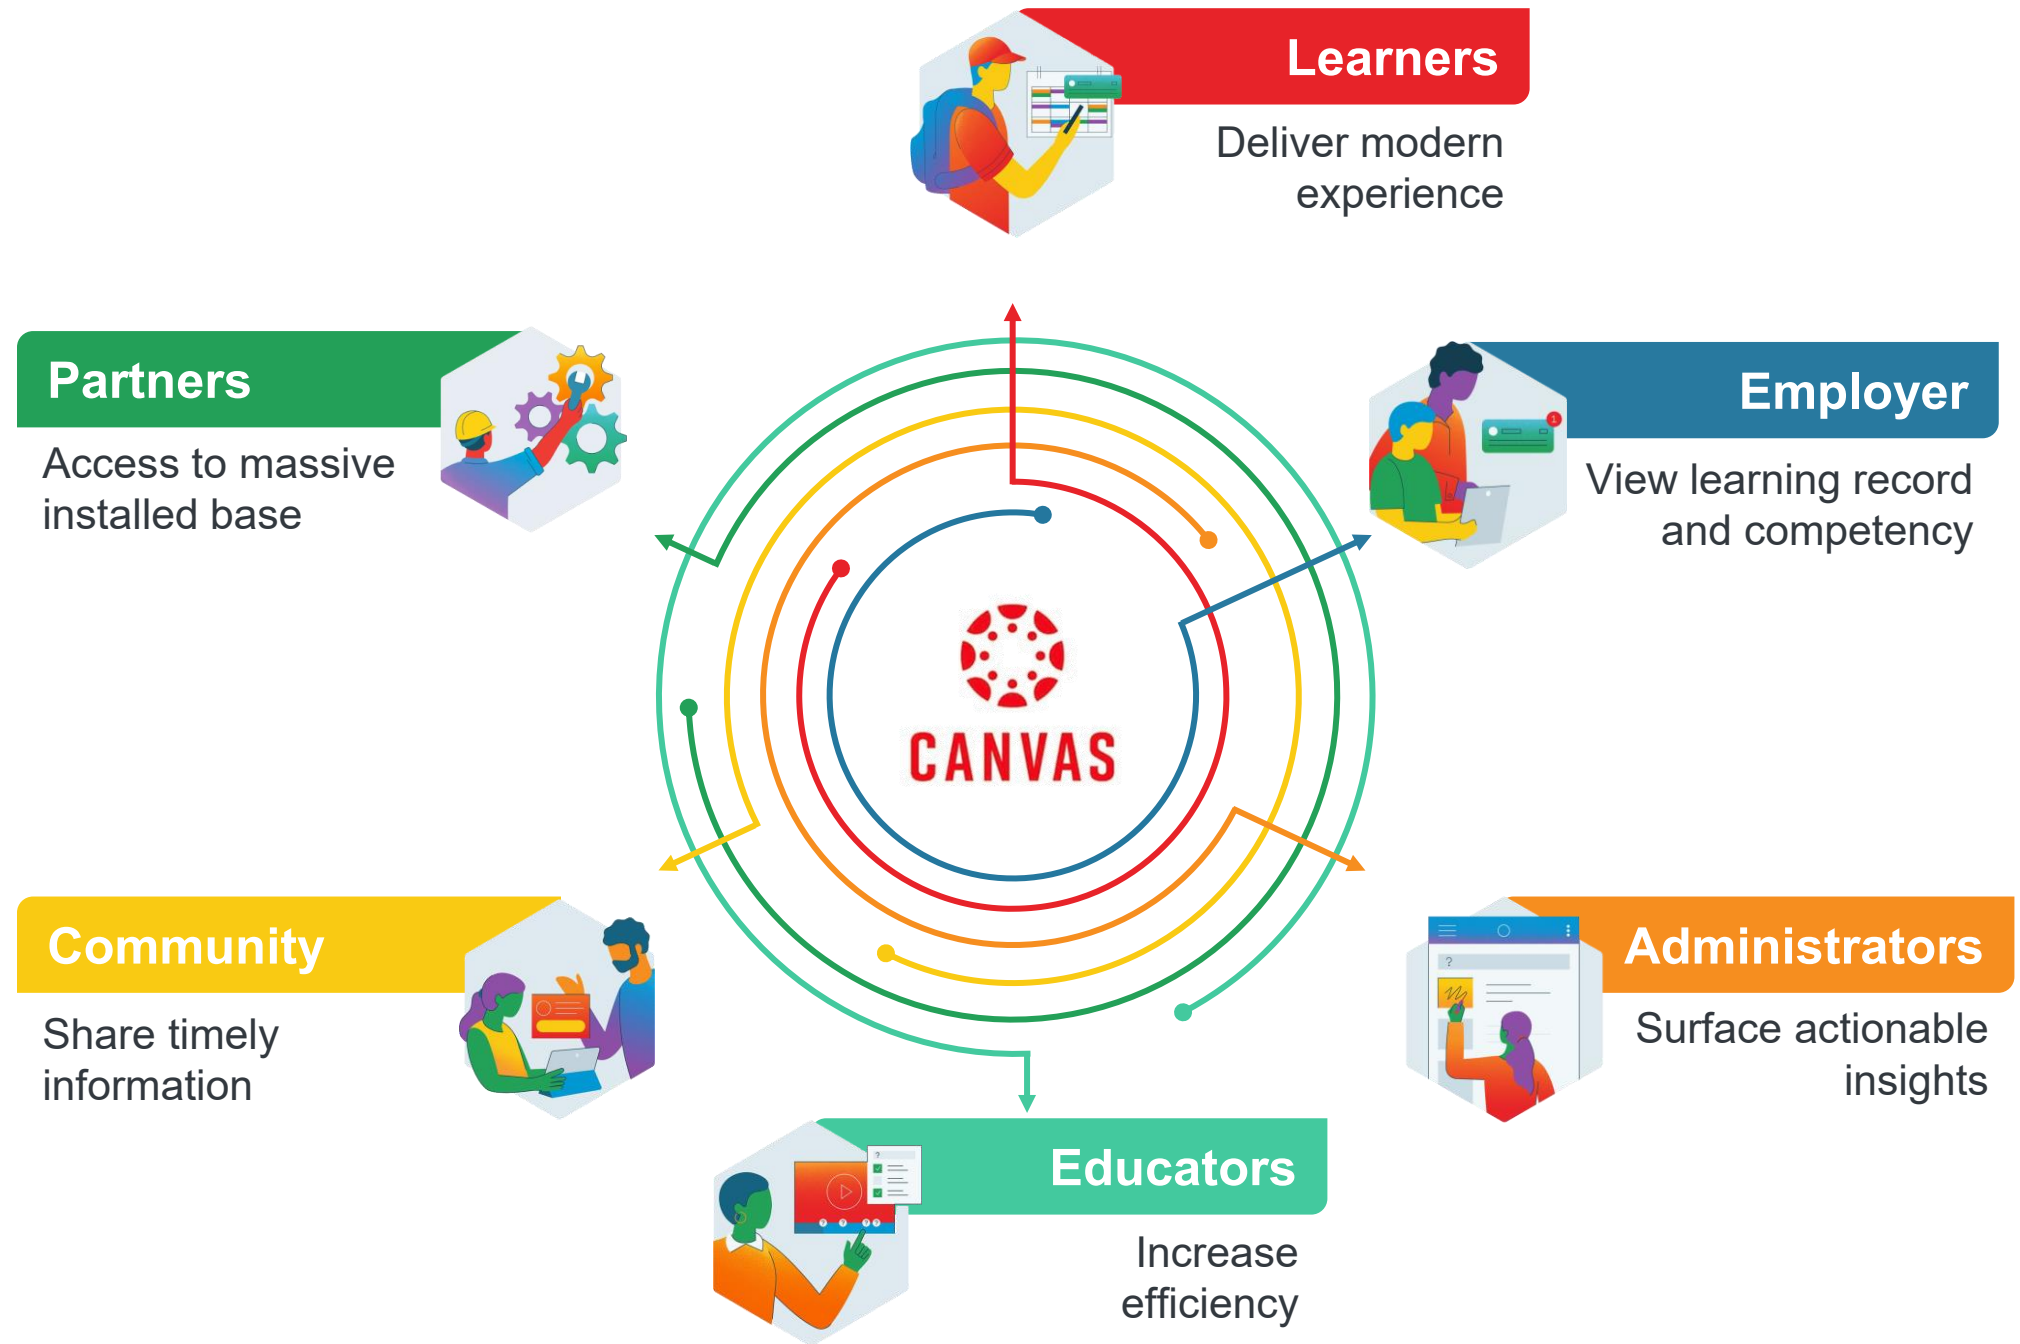 Learners
Deliver modern
experience
Partners
Access to massive
installed base
Employer
1
View learning record
and competency
CANVAS
Community
Share timely
information
Administrators
?
Surface actionable
insights
Educators
?
? ? ? ?
Increase
efficiency